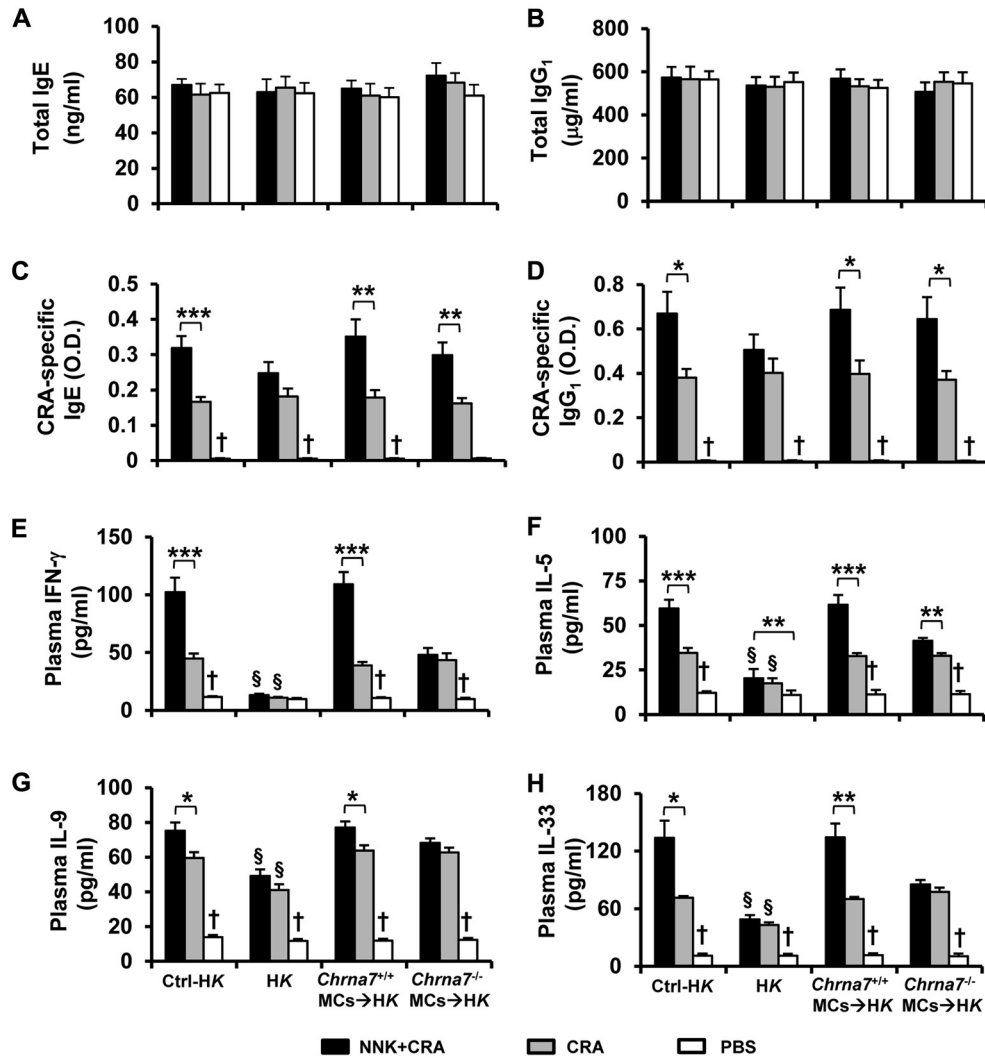 A
Total IgE
(ng/ml)
100
80
60
40
20
0
B
Total IgG₁
(µg/ml)
800
600
400
200
0
C
CRA-specific
IgE (O.D.)
0.5
0.4
0.3
0.2
0.1
0
***
†
†
**
†
**
D
CRA-specific
IgG₁ (O.D.)
0.8
0.6
0.4
0.2
0
*
†
†
*
†
*
†
E
Plasma IFN-γ
(pg/ml)
150
100
50
0
***
†
§ §
***
†
†
F
Plasma IL-5
(pg/ml)
100
75
50
25
0
***
†
**
§ §
***
†
**
†
G
Plasma IL-9
(pg/ml)
100
80
60
40
20
0
*
†
§ §
†
*
†
†
Ctrl-HK
HK
Chrna7⁺/⁺
MCs→HK
Chrna7⁻/⁻
MCs→HK
H
Plasma IL-33
(pg/ml)
180
120
60
0
*
†
§ §
†
**
†
†
Ctrl-HK
HK
Chrna7⁺/⁺
MCs→HK
Chrna7⁻/⁻
MCs→HK
NNK+CRA
CRA
PBS